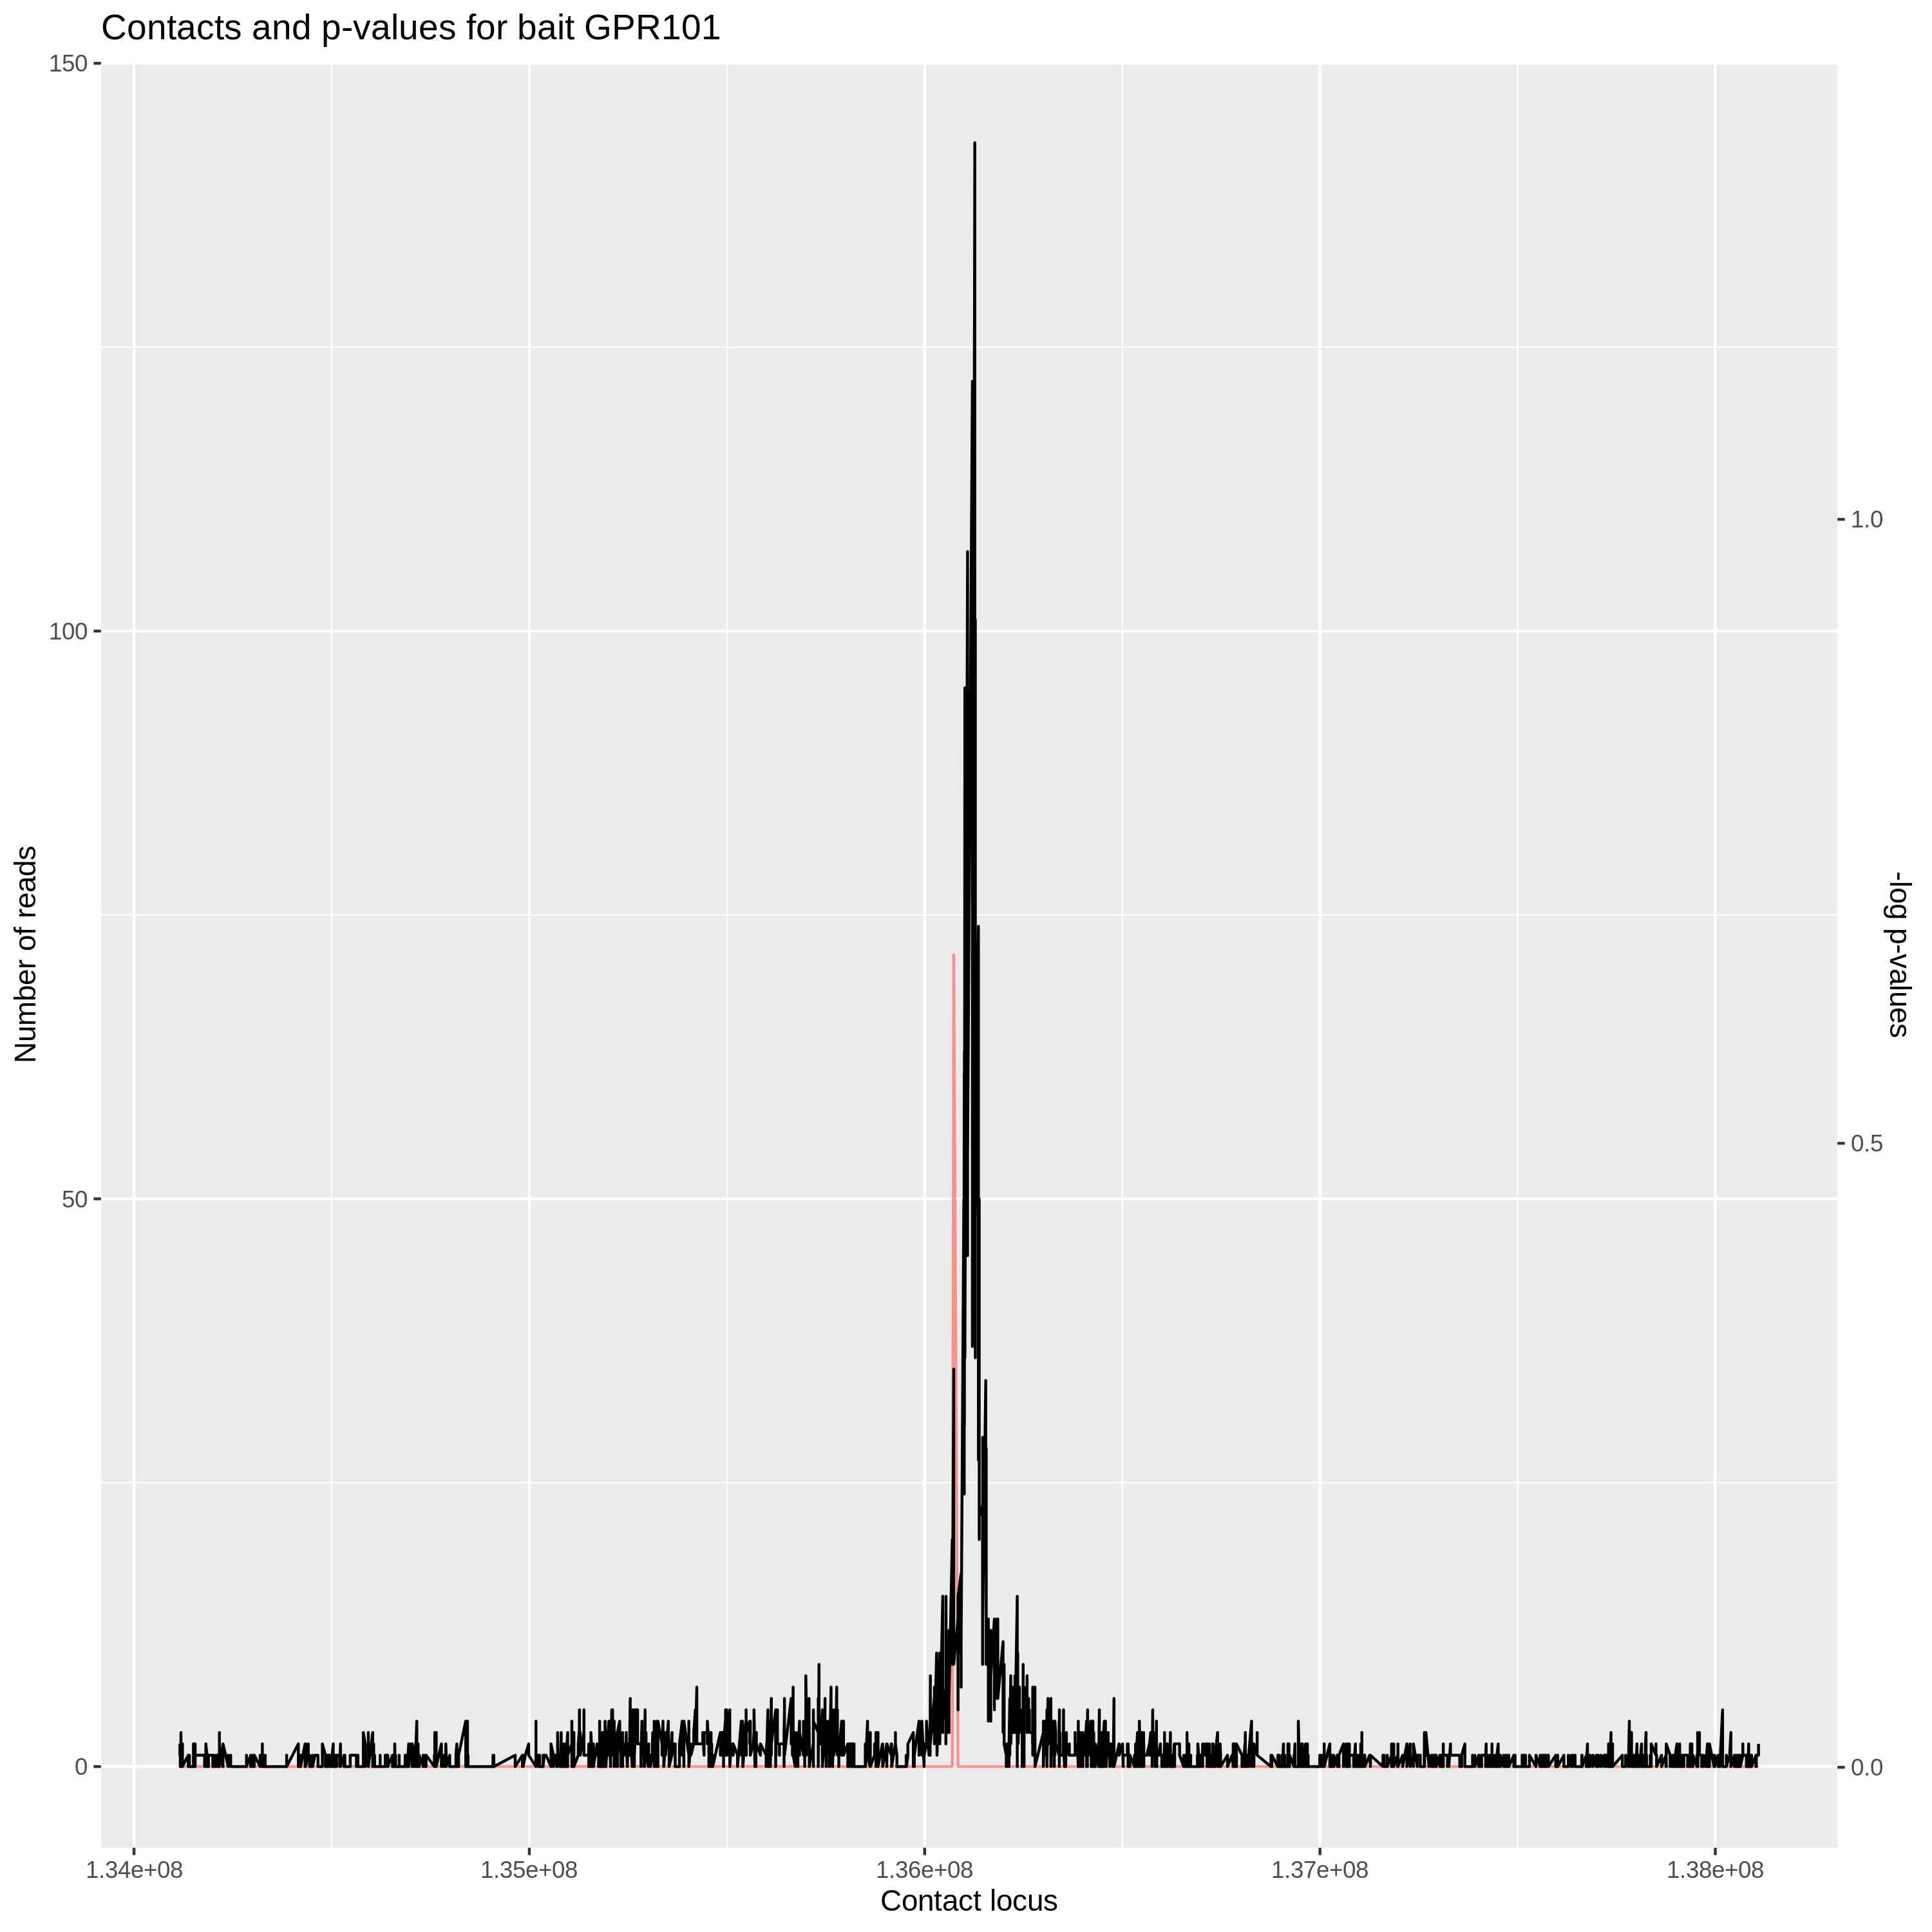 Contacts and p-values for bait GPR101
150
100
50
0
Number of reads
1.0
0.5
0.0
-log p-values
1.34e+08
1.35e+08
1.36e+08
1.37e+08
1.38e+08
Contact locus